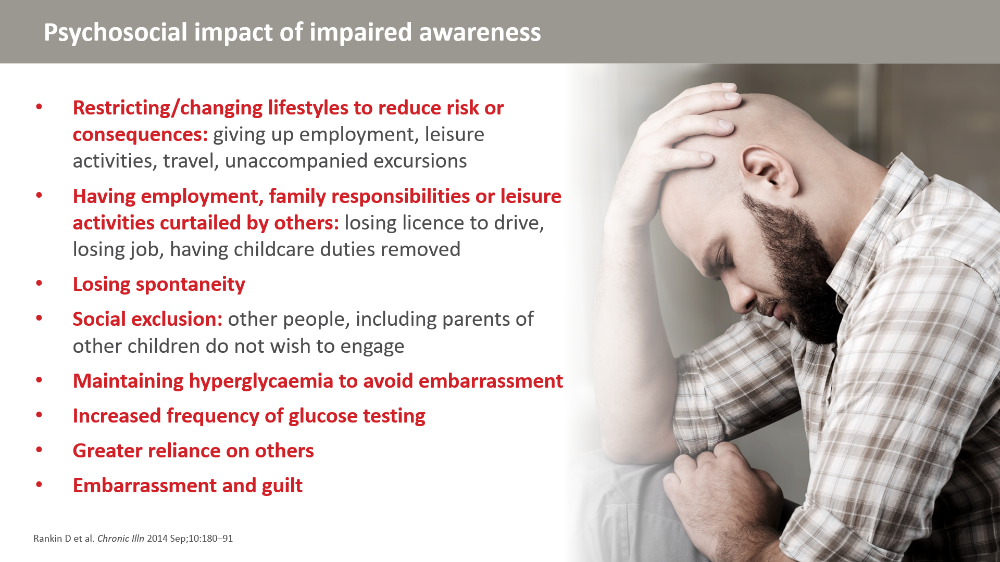 Psychosocial impact of impaired awareness
• Restricting/changing lifestyles to reduce risk or
consequences: giving up employment, leisure
activities, travel, unaccompanied excursions
• Having employment, family responsibilities or leisure
activities curtailed by others: losing licence to drive,
losing job, having childcare duties removed
• Losing spontaneity
• Social exclusion: other people, including parents of
other children do not wish to engage
• Maintaining hyperglycaemia to avoid embarrassment
• Increased frequency of glucose testing
• Greater reliance on others
• Embarrassment and guilt
Rankin D et al. Chronic Illn 2014 Sep;10:180–91